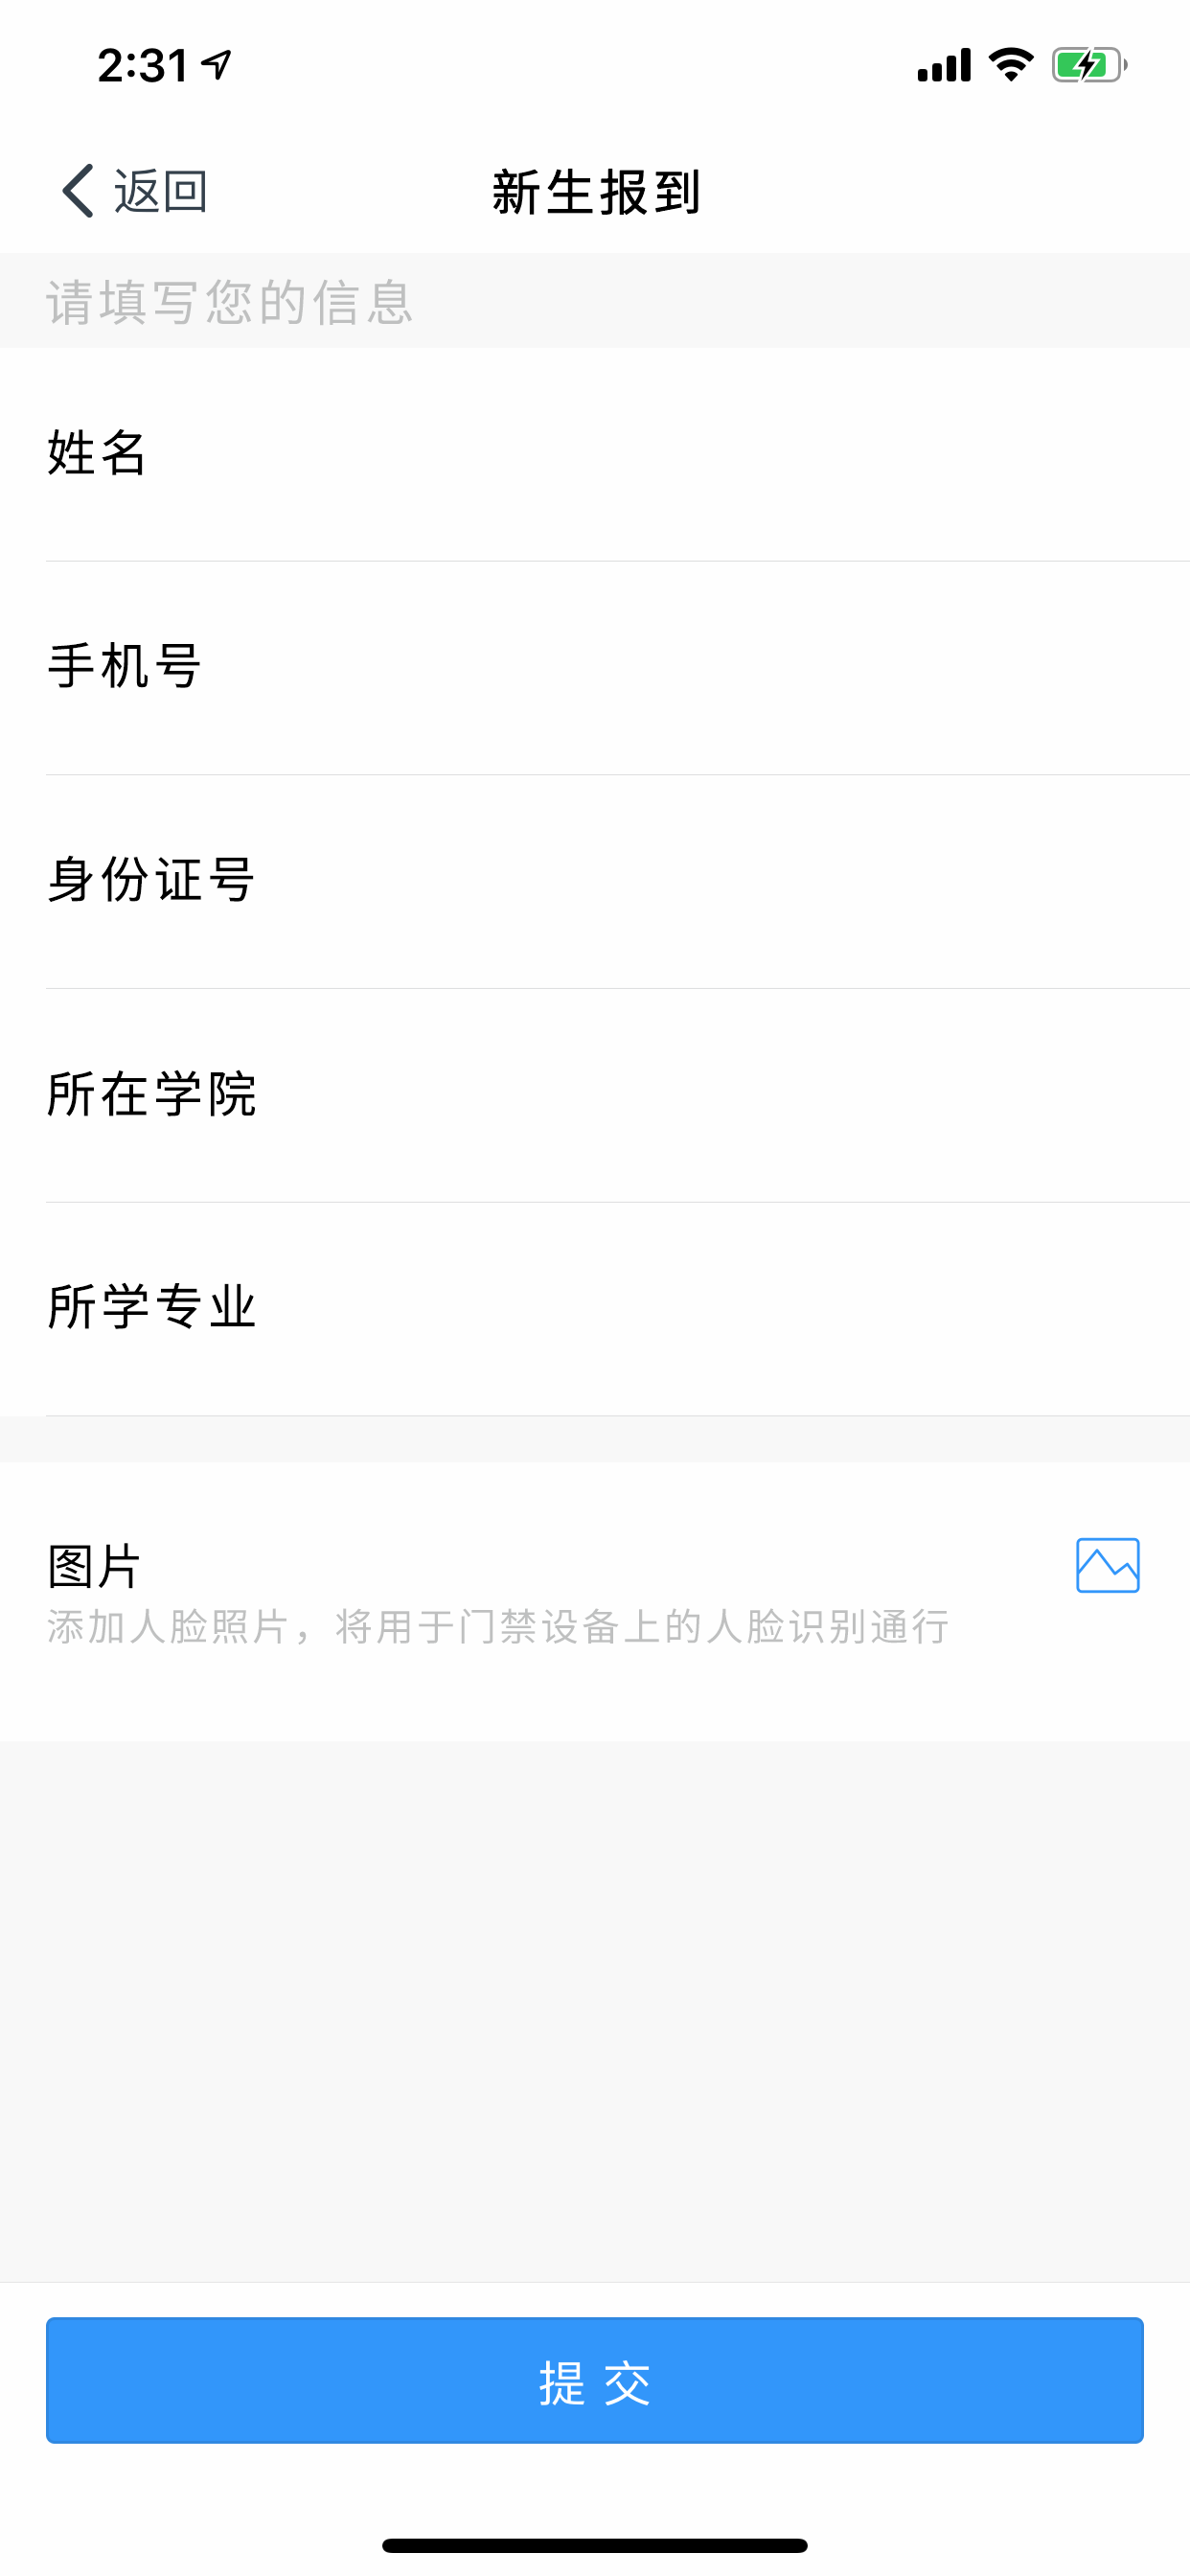 2:31
返回
新生报到
请填写您的信息
姓名
手机号
身份证号
所在学院
所学专业
图片
添加人脸照片，将用于门禁设备上的人脸识别通行
提交